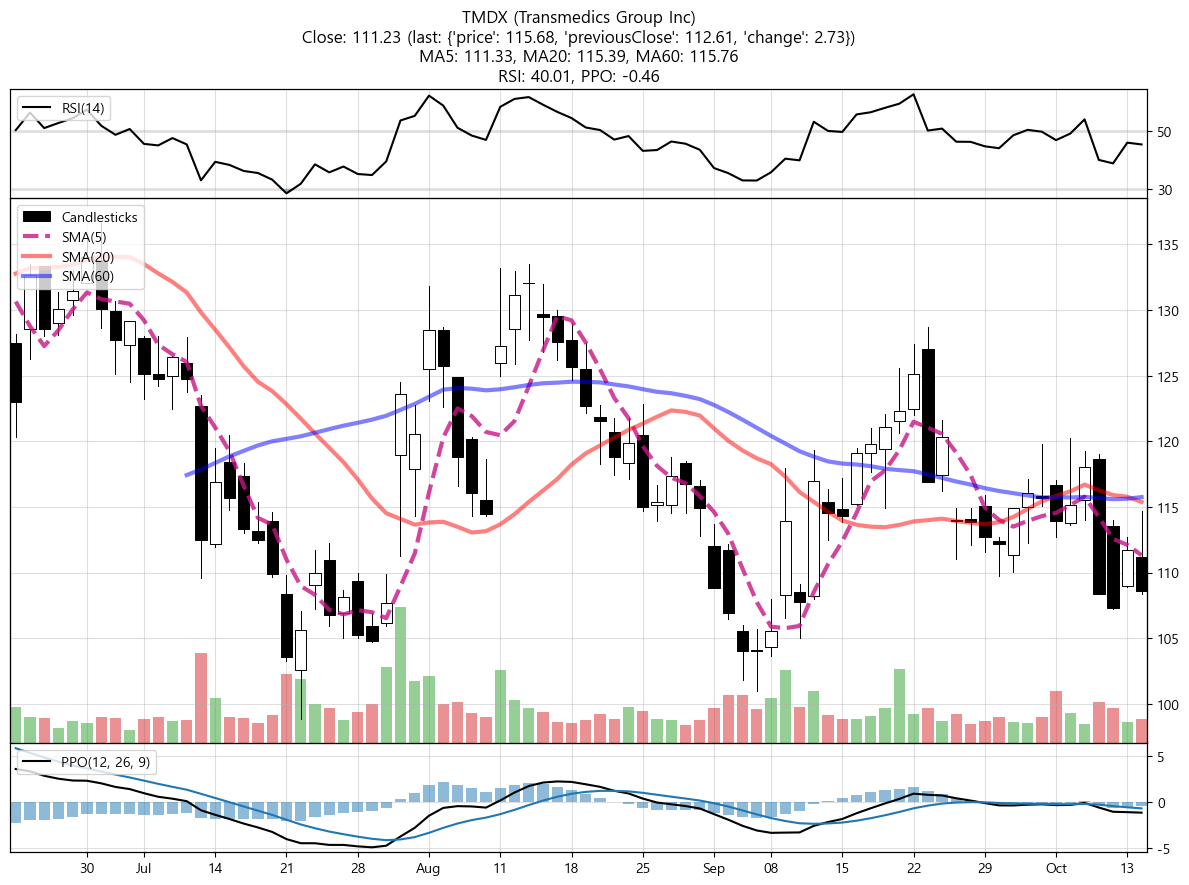 TMDX (Transmedics Group Inc)
Close: 111.23 (last: {'price': 115.68, 'previousClose': 112.61, 'change': 2.73})
MA5: 111.33, MA20: 115.39, MA60: 115.76
RSI: 40.01, PPO: -0.46
RSI(14)
50
30
Candlesticks
SMA(5)
SMA(20)
SMA(60)
135
130
125
120
115
110
105
100
PPO(12, 26, 9)
5
0
-5
30 Jul 14 21 28 Aug 11 18 25 Sep 08 15 22 29 Oct 13